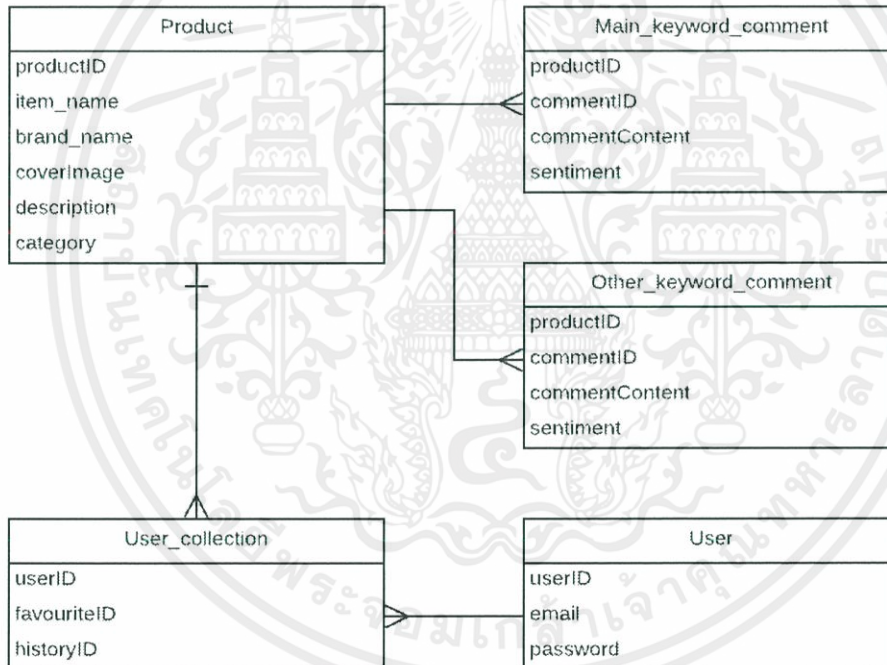 Product
productID
item_name
brand_name
coverImage
description
category
Main_keyword_comment
productID
commentID
commentContent
sentiment
Other_keyword_comment
productID
commentID
commentContent
sentiment
User_collection
userID
favouriteID
historyID
User
userID
email
password